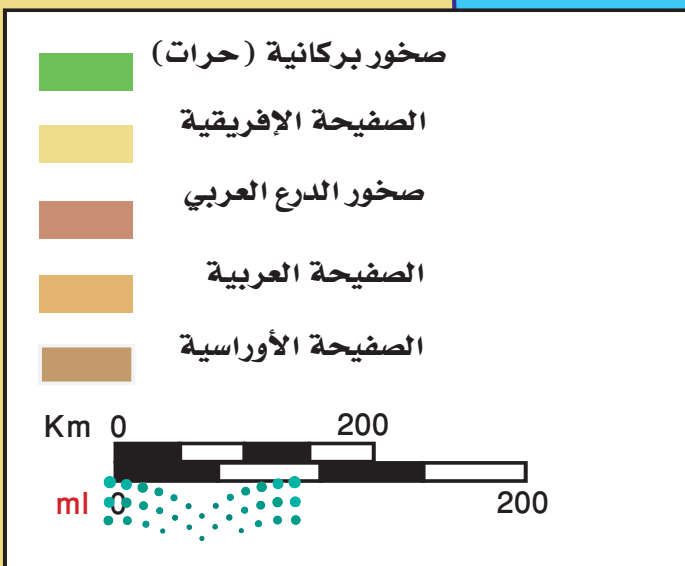 صخور بركانية (حرات)
الصفيحة الإفريقية
صخور الدرع العربي
الصفيحة العربية
الصفيحة الأوراسية
Km 0 200
ml 0 200